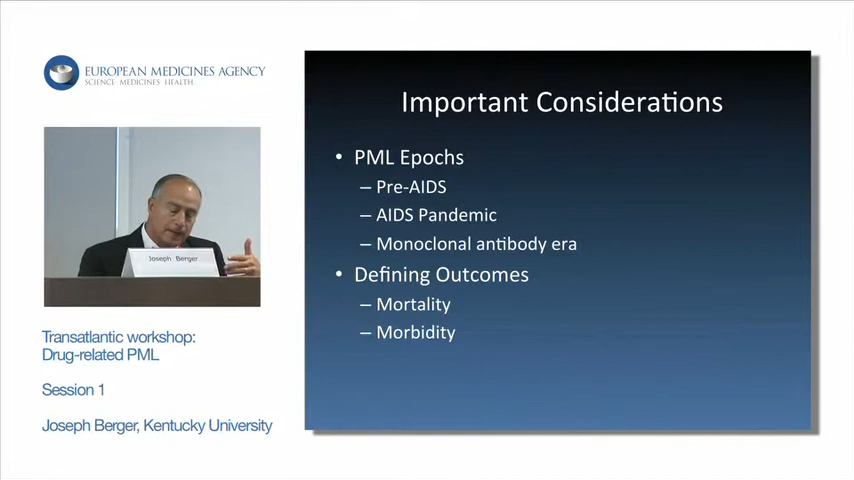 EUROPEAN MEDICINES AGENCY
SCIENCE MEDICINES HEALTH
Joseph Berger
Transatlantic workshop:
Drug-related PML
Session 1
Joseph Berger, Kentucky University
Important Considerations
• PML Epochs
– Pre-AIDS
– AIDS Pandemic
– Monoclonal antibody era
• Defining Outcomes
– Mortality
– Morbidity